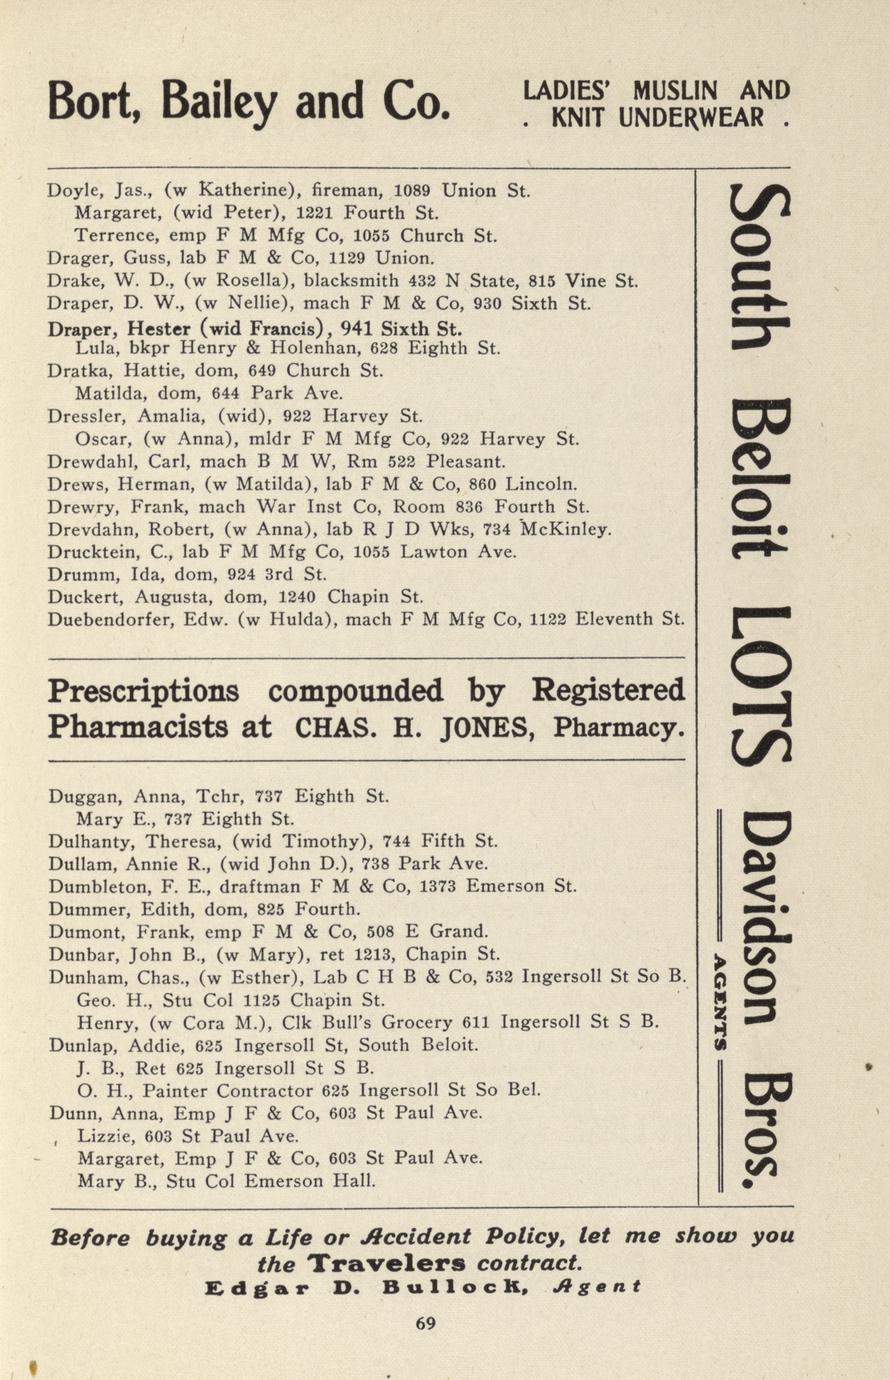 Bort, Bailey and Co.
LADIES' MUSLIN AND
. KNIT UNDERWEAR .
Doyle, Jas., (w Katherine), fireman, 1089 Union St.
Margaret, (wid Peter), 1221 Fourth St.
Terrence, emp F M Mfg Co, 1055 Church St.
Drager, Guss, lab F M & Co, 1129 Union.
Drake, W. D., (w Rosella), blacksmith 432 N State, 815 Vine St.
Draper, D. W., (w Nellie), mach F M & Co, 930 Sixth St.
Draper, Hester (wid Francis), 941 Sixth St.
Lula, bkpr Henry & Holenhan, 628 Eighth St.
Dratka, Hattie, dom, 649 Church St.
Matilda, dom, 644 Park Ave.
Dressler, Amalia, (wid), 922 Harvey St.
Oscar, (w Anna), mldr F M Mfg Co, 922 Harvey St.
Drewdahl, Carl, mach B M W, Rm 522 Pleasant.
Drews, Herman, (w Matilda), lab F M & Co, 860 Lincoln.
Drewry, Frank, mach War Inst Co, Room 836 Fourth St.
Drevdahn, Robert, (w Anna), lab R J D Wks, 734 McKinley.
Drucktein, C., lab F M Mfg Co, 1055 Lawton Ave.
Drumm, Ida, dom, 924 3rd St.
Duckert, Augusta, dom, 1240 Chapin St.
Duebendorfer, Edw. (w Hulda), mach F M Mfg Co, 1122 Eleventh St.
Prescriptions compounded by Registered
Pharmacists at CHAS. H. JONES, Pharmacy.
Duggan, Anna, Tchr, 737 Eighth St.
Mary E., 737 Eighth St.
Dulhanty, Theresa, (wid Timothy), 744 Fifth St.
Dullam, Annie R., (wid John D.), 738 Park Ave.
Dumbleton, F. E., draftman F M & Co, 1373 Emerson St.
Dummer, Edith, dom, 825 Fourth.
Dumont, Frank, emp F M & Co, 508 E Grand.
Dunbar, John B., (w Mary), ret 1213, Chapin St.
Dunham, Chas., (w Esther), Lab C H B & Co, 532 Ingersoll St So B.
Geo. H., Stu Col 1125 Chapin St.
Henry, (w Cora M.), Clk Bull's Grocery 611 Ingersoll St S B.
Dunlap, Addie, 625 Ingersoll St, South Beloit.
J. B., Ret 625 Ingersoll St S B.
O. H., Painter Contractor 625 Ingersoll St So Bel.
Dunn, Anna, Emp J F & Co, 603 St Paul Ave.
Lizzie, 603 St Paul Ave.
Margaret, Emp J F & Co, 603 St Paul Ave.
Mary B., Stu Col Emerson Hall.
South Beloit LOTS Davidson Bros.
AGENTS
Before buying a Life or Accident Policy, let me show you
the Travelers contract.
Edgar D. Bullock, Agent
69